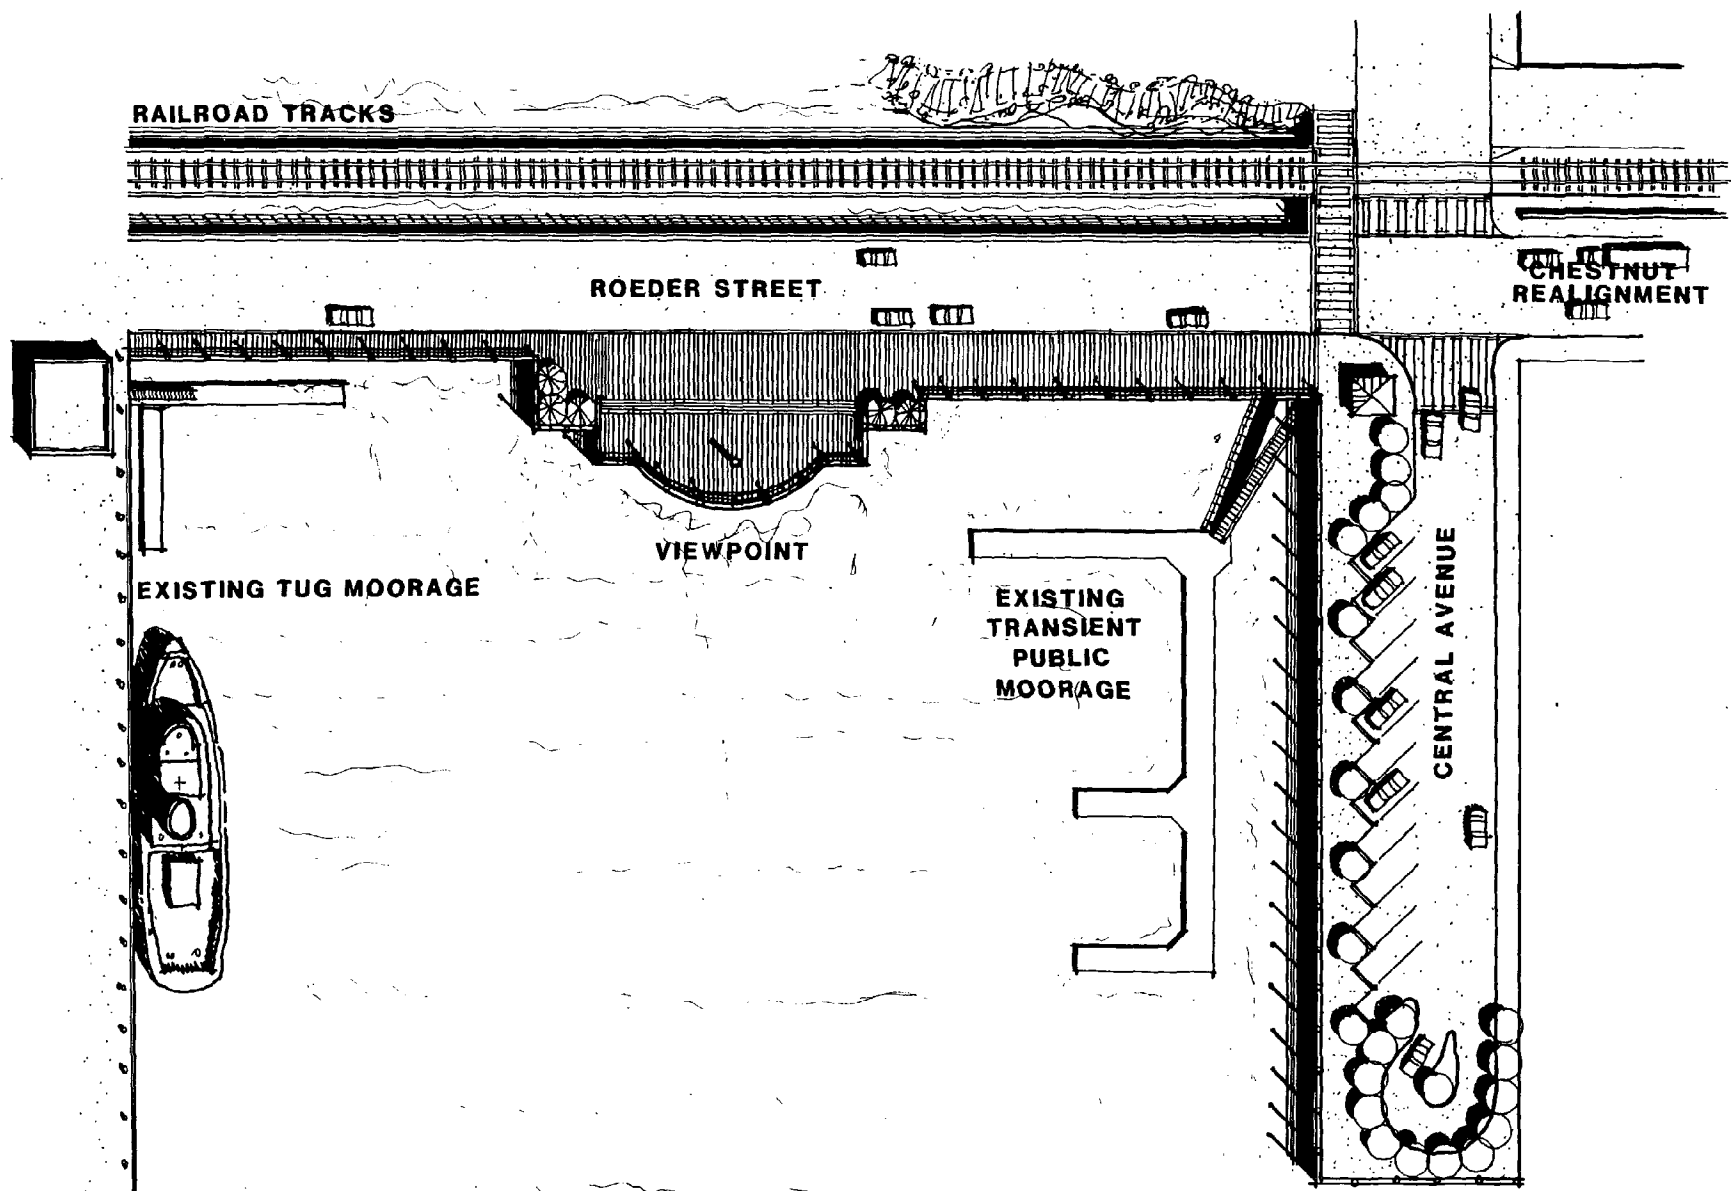 RAILROAD TRACKS
ROEDER STREET
CHESTNUT
REALIGNMENT
VIEWPOINT
EXISTING TUG MOORAGE
EXISTING
TRANSIENT
PUBLIC
MOORAGE
CENTRAL AVENUE